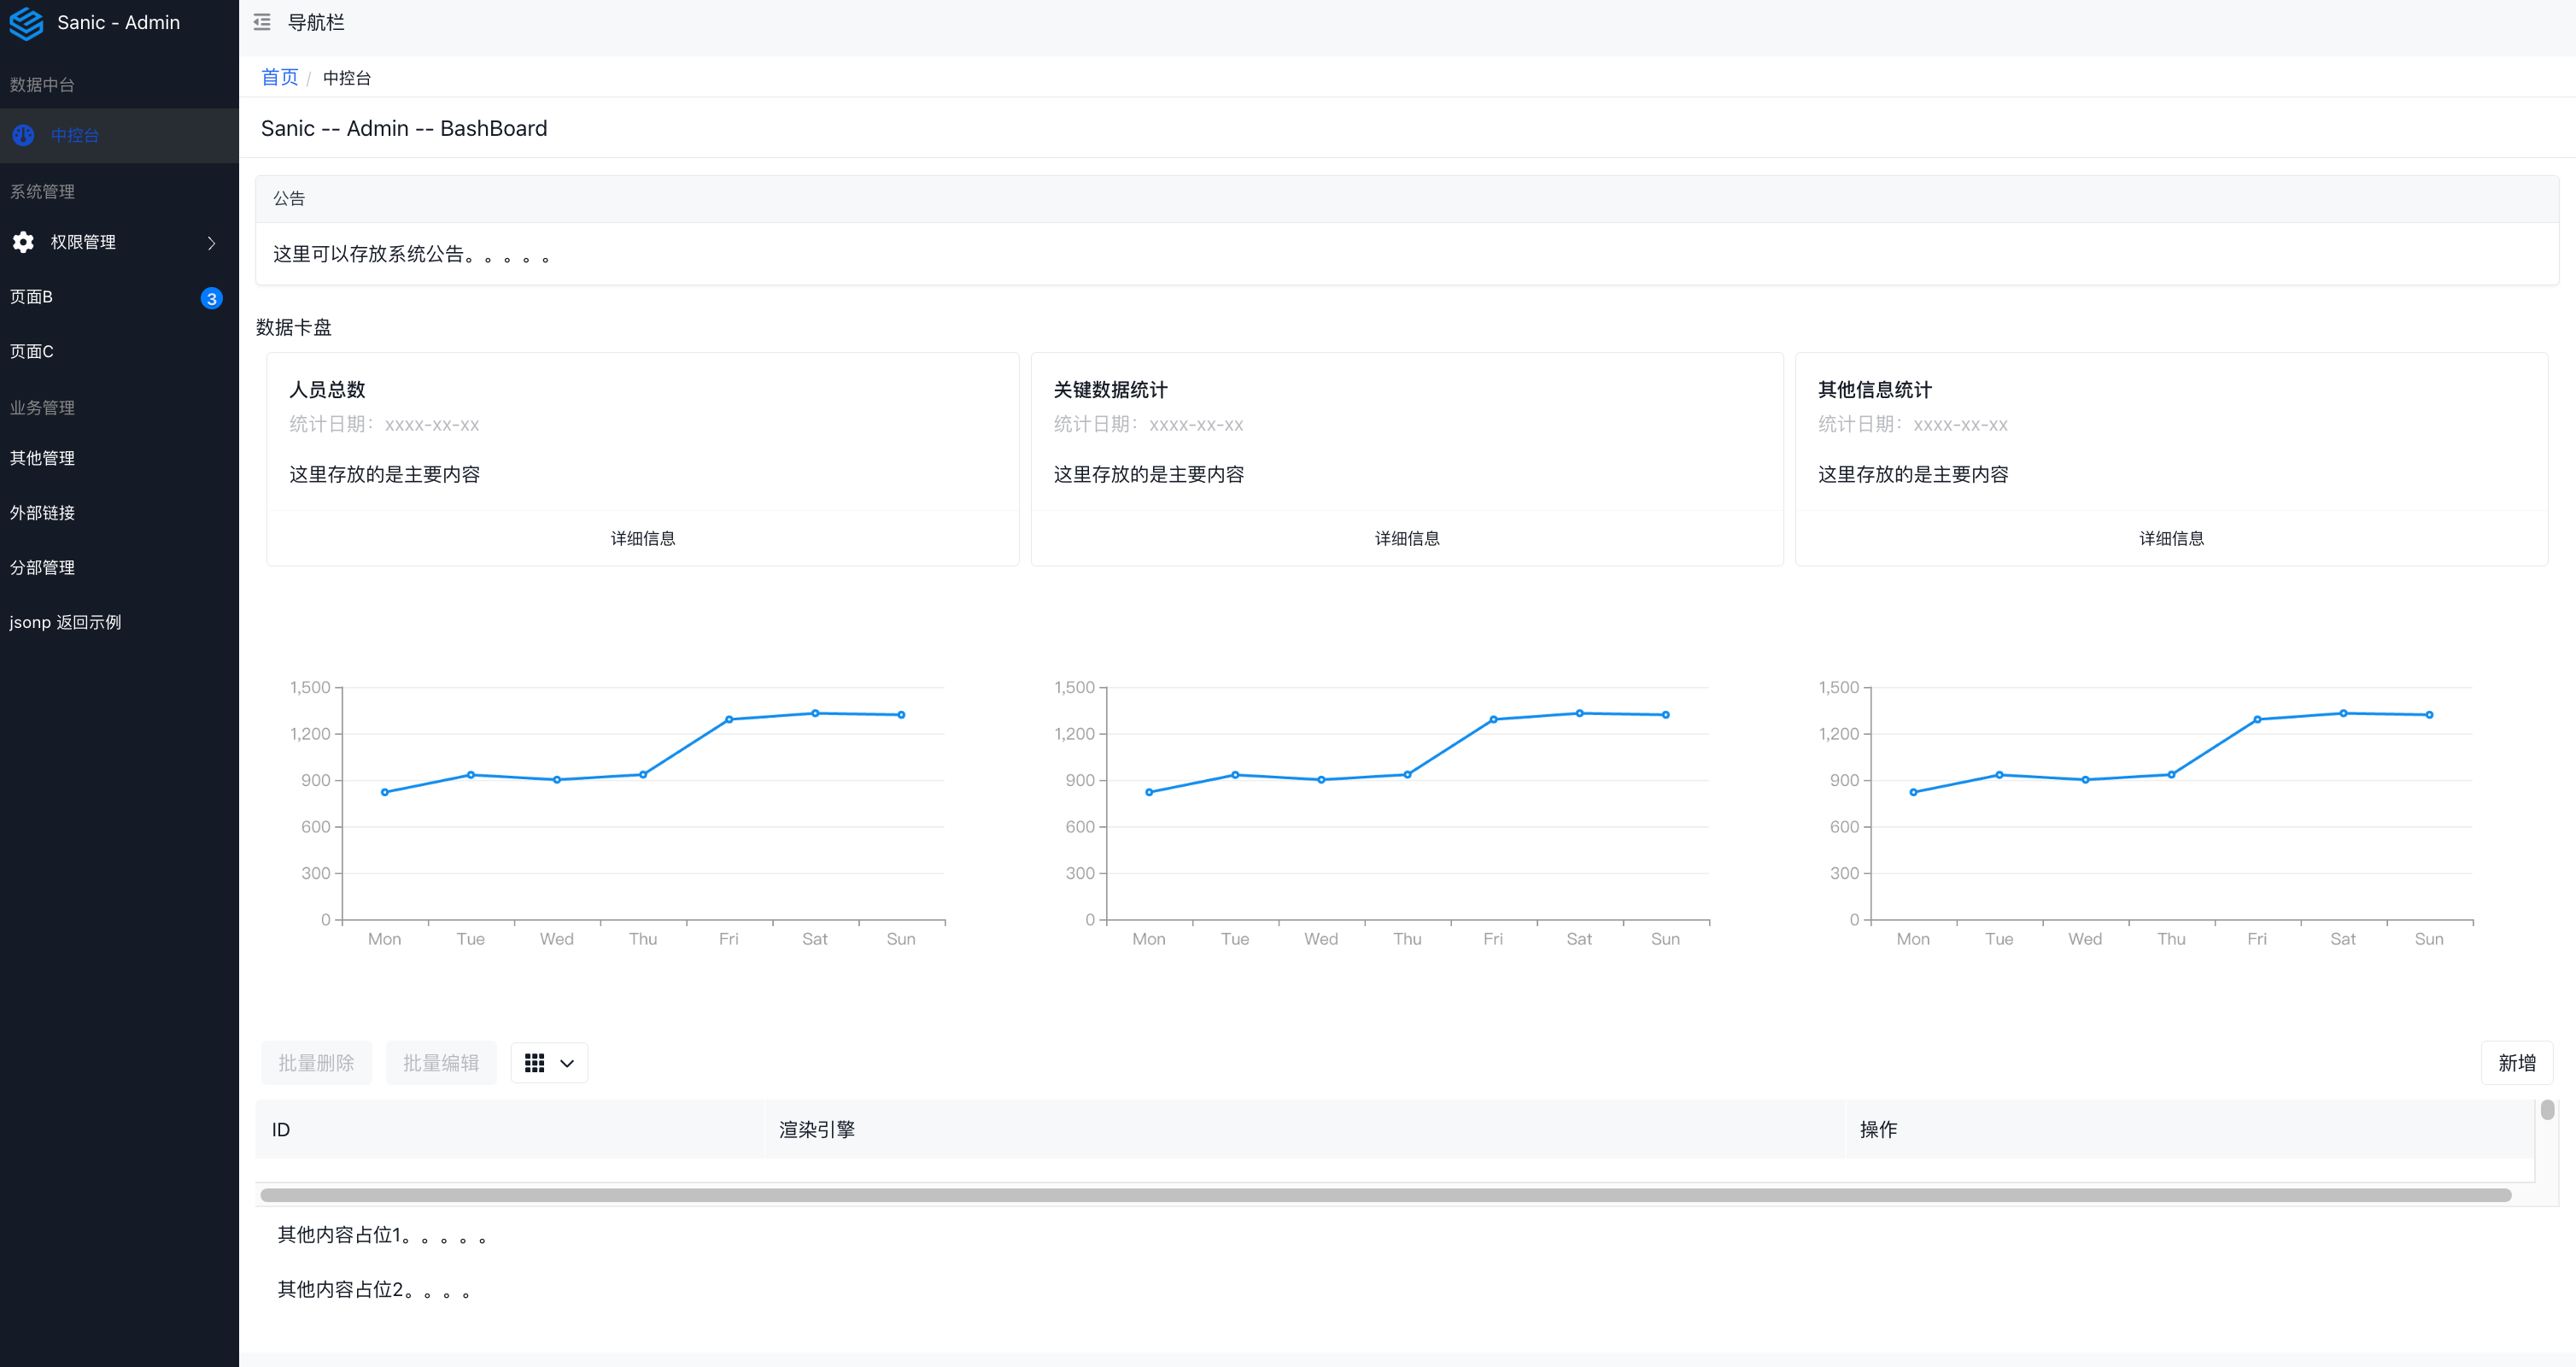 Sanic - Admin
数据中台
中控台
系统管理
权限管理
页面B
3
页面C
业务管理
其他管理
外部链接
分部管理
jsonp 返回示例
导航栏
首页 / 中控台
Sanic -- Admin -- BashBoard
公告
这里可以存放系统公告。。。。。
数据卡盘
人员总数
统计日期：xxxx-xx-xx
这里存放的是主要内容
详细信息
关键数据统计
统计日期：xxxx-xx-xx
这里存放的是主要内容
详细信息
其他信息统计
统计日期：xxxx-xx-xx
这里存放的是主要内容
详细信息
1,500
1,200
900
600
300
0
Mon Tue Wed Thu Fri Sat Sun
1,500
1,200
900
600
300
0
Mon Tue Wed Thu Fri Sat Sun
1,500
1,200
900
600
300
0
Mon Tue Wed Thu Fri Sat Sun
批量删除 批量编辑 新增
ID 渲染引擎 操作
其他内容占位1。。。。。
其他内容占位2。。。。